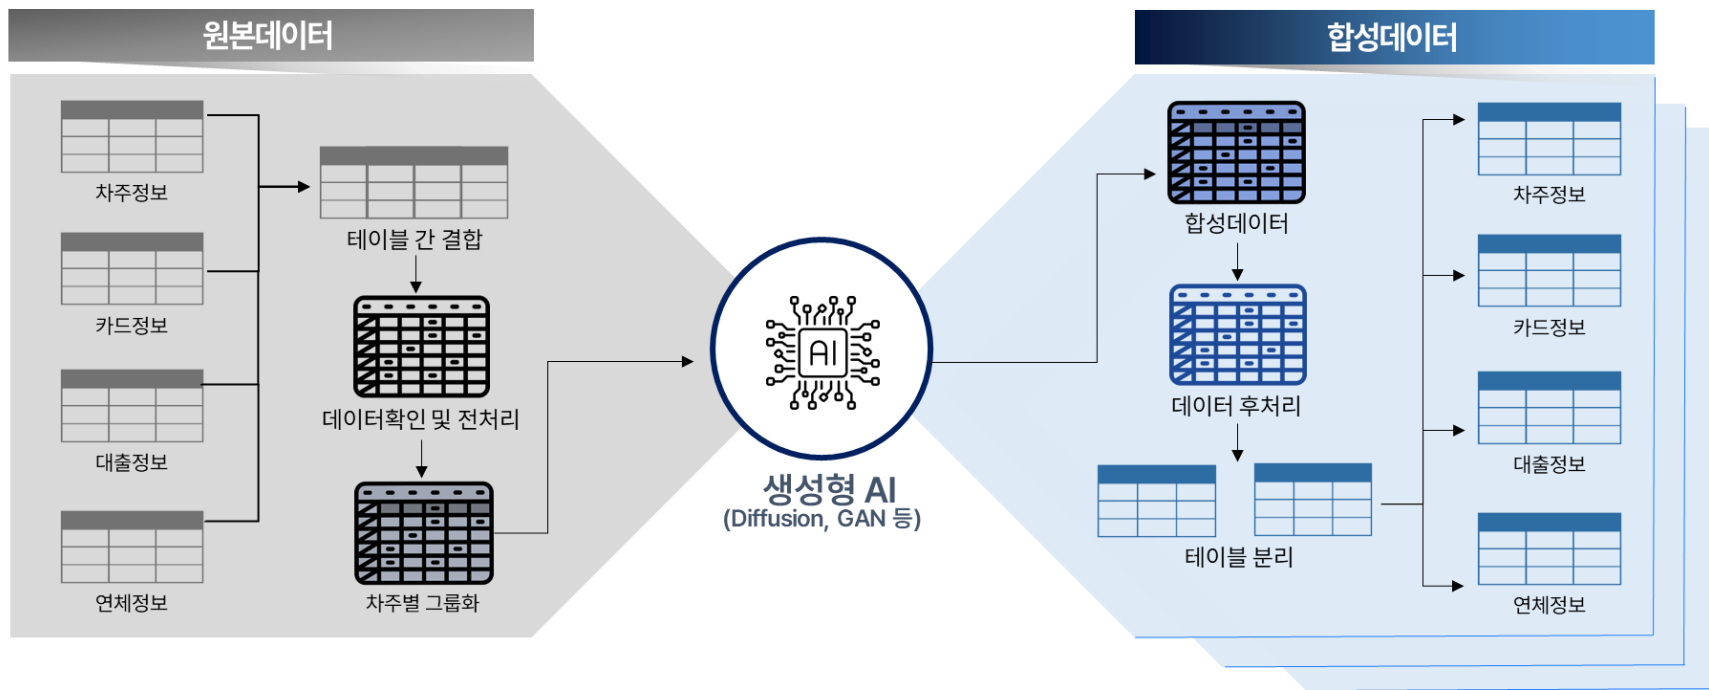 원본데이터
차주정보
카드정보
대출정보
연체정보
테이블 간 결합
데이터확인 및 전처리
차주별 그룹화
AI
생성형 AI
(Diffusion, GAN 등)
합성데이터
합성데이터
데이터 후처리
테이블 분리
차주정보
카드정보
대출정보
연체정보